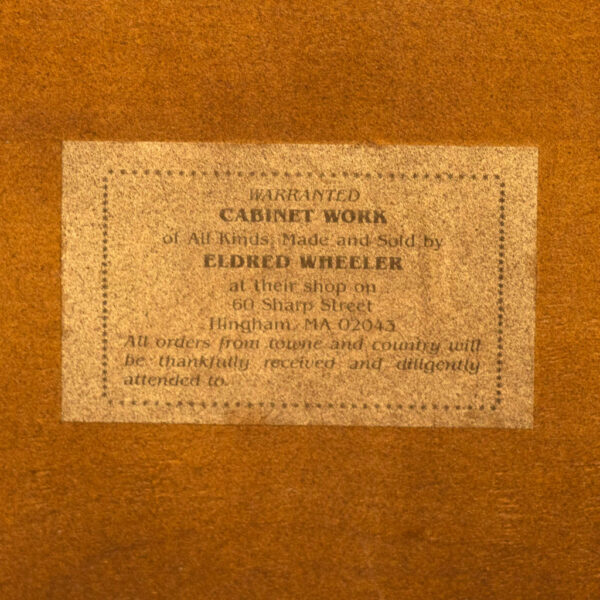 WARRANTED
CABINET WORK
of All Kinds, Made and Sold by
ELDRED WHEELER
at their shop on
60 Sharp Street
Hingham, MA 02043
All orders from towne and country will
be thankfully received and diligently
attended to.